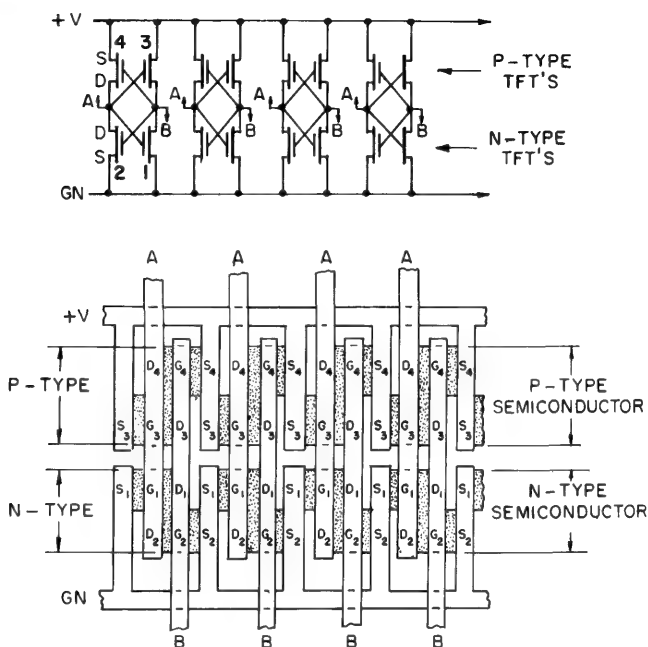 +V
4 3
S
D
P-TYPE
TFT'S
A A A A
B B B B
D
S
N-TYPE
TFT'S
2 1
GN
A A A A
+V
D4 G4 S4 D4 G4 S4 D4 G4 S4 D4 G4 S4
P-TYPE
P-TYPE
SEMICONDUCTOR
S3 G3 D3 S3 G3 D3 S3 G3 D3 S3 G3 D3 S3
S1 G1 D1 S1 G1 D1 S1 G1 D1 S1 G1 D1 S1
N-TYPE
N-TYPE
SEMICONDUCTOR
D2 G2 S2 D2 G2 S2 D2 G2 S2 D2 G2 S2
GN
B B B B